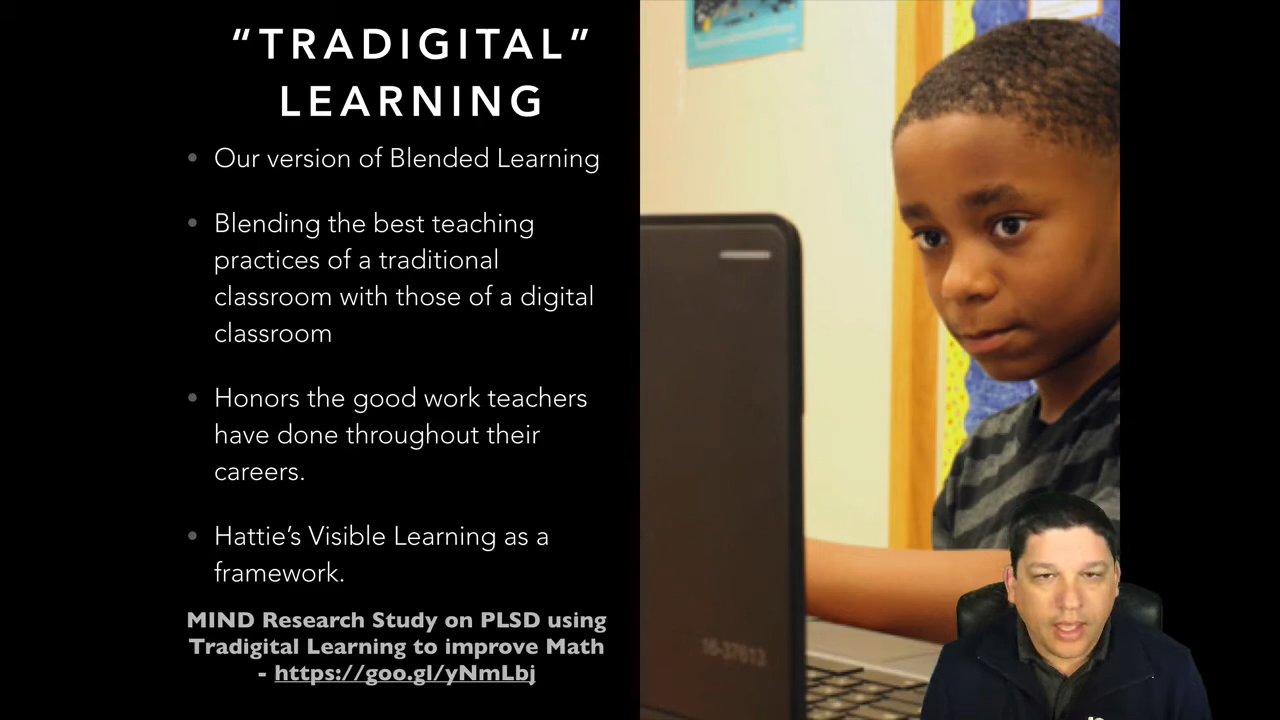 “TRADIGITAL”
LEARNING
• Our version of Blended Learning
• Blending the best teaching
practices of a traditional
classroom with those of a digital
classroom
• Honors the good work teachers
have done throughout their
careers.
• Hattie’s Visible Learning as a
framework.
MIND Research Study on PLSD using
Tradigital Learning to improve Math
- https://goo.gl/yNmLbj
16-37613